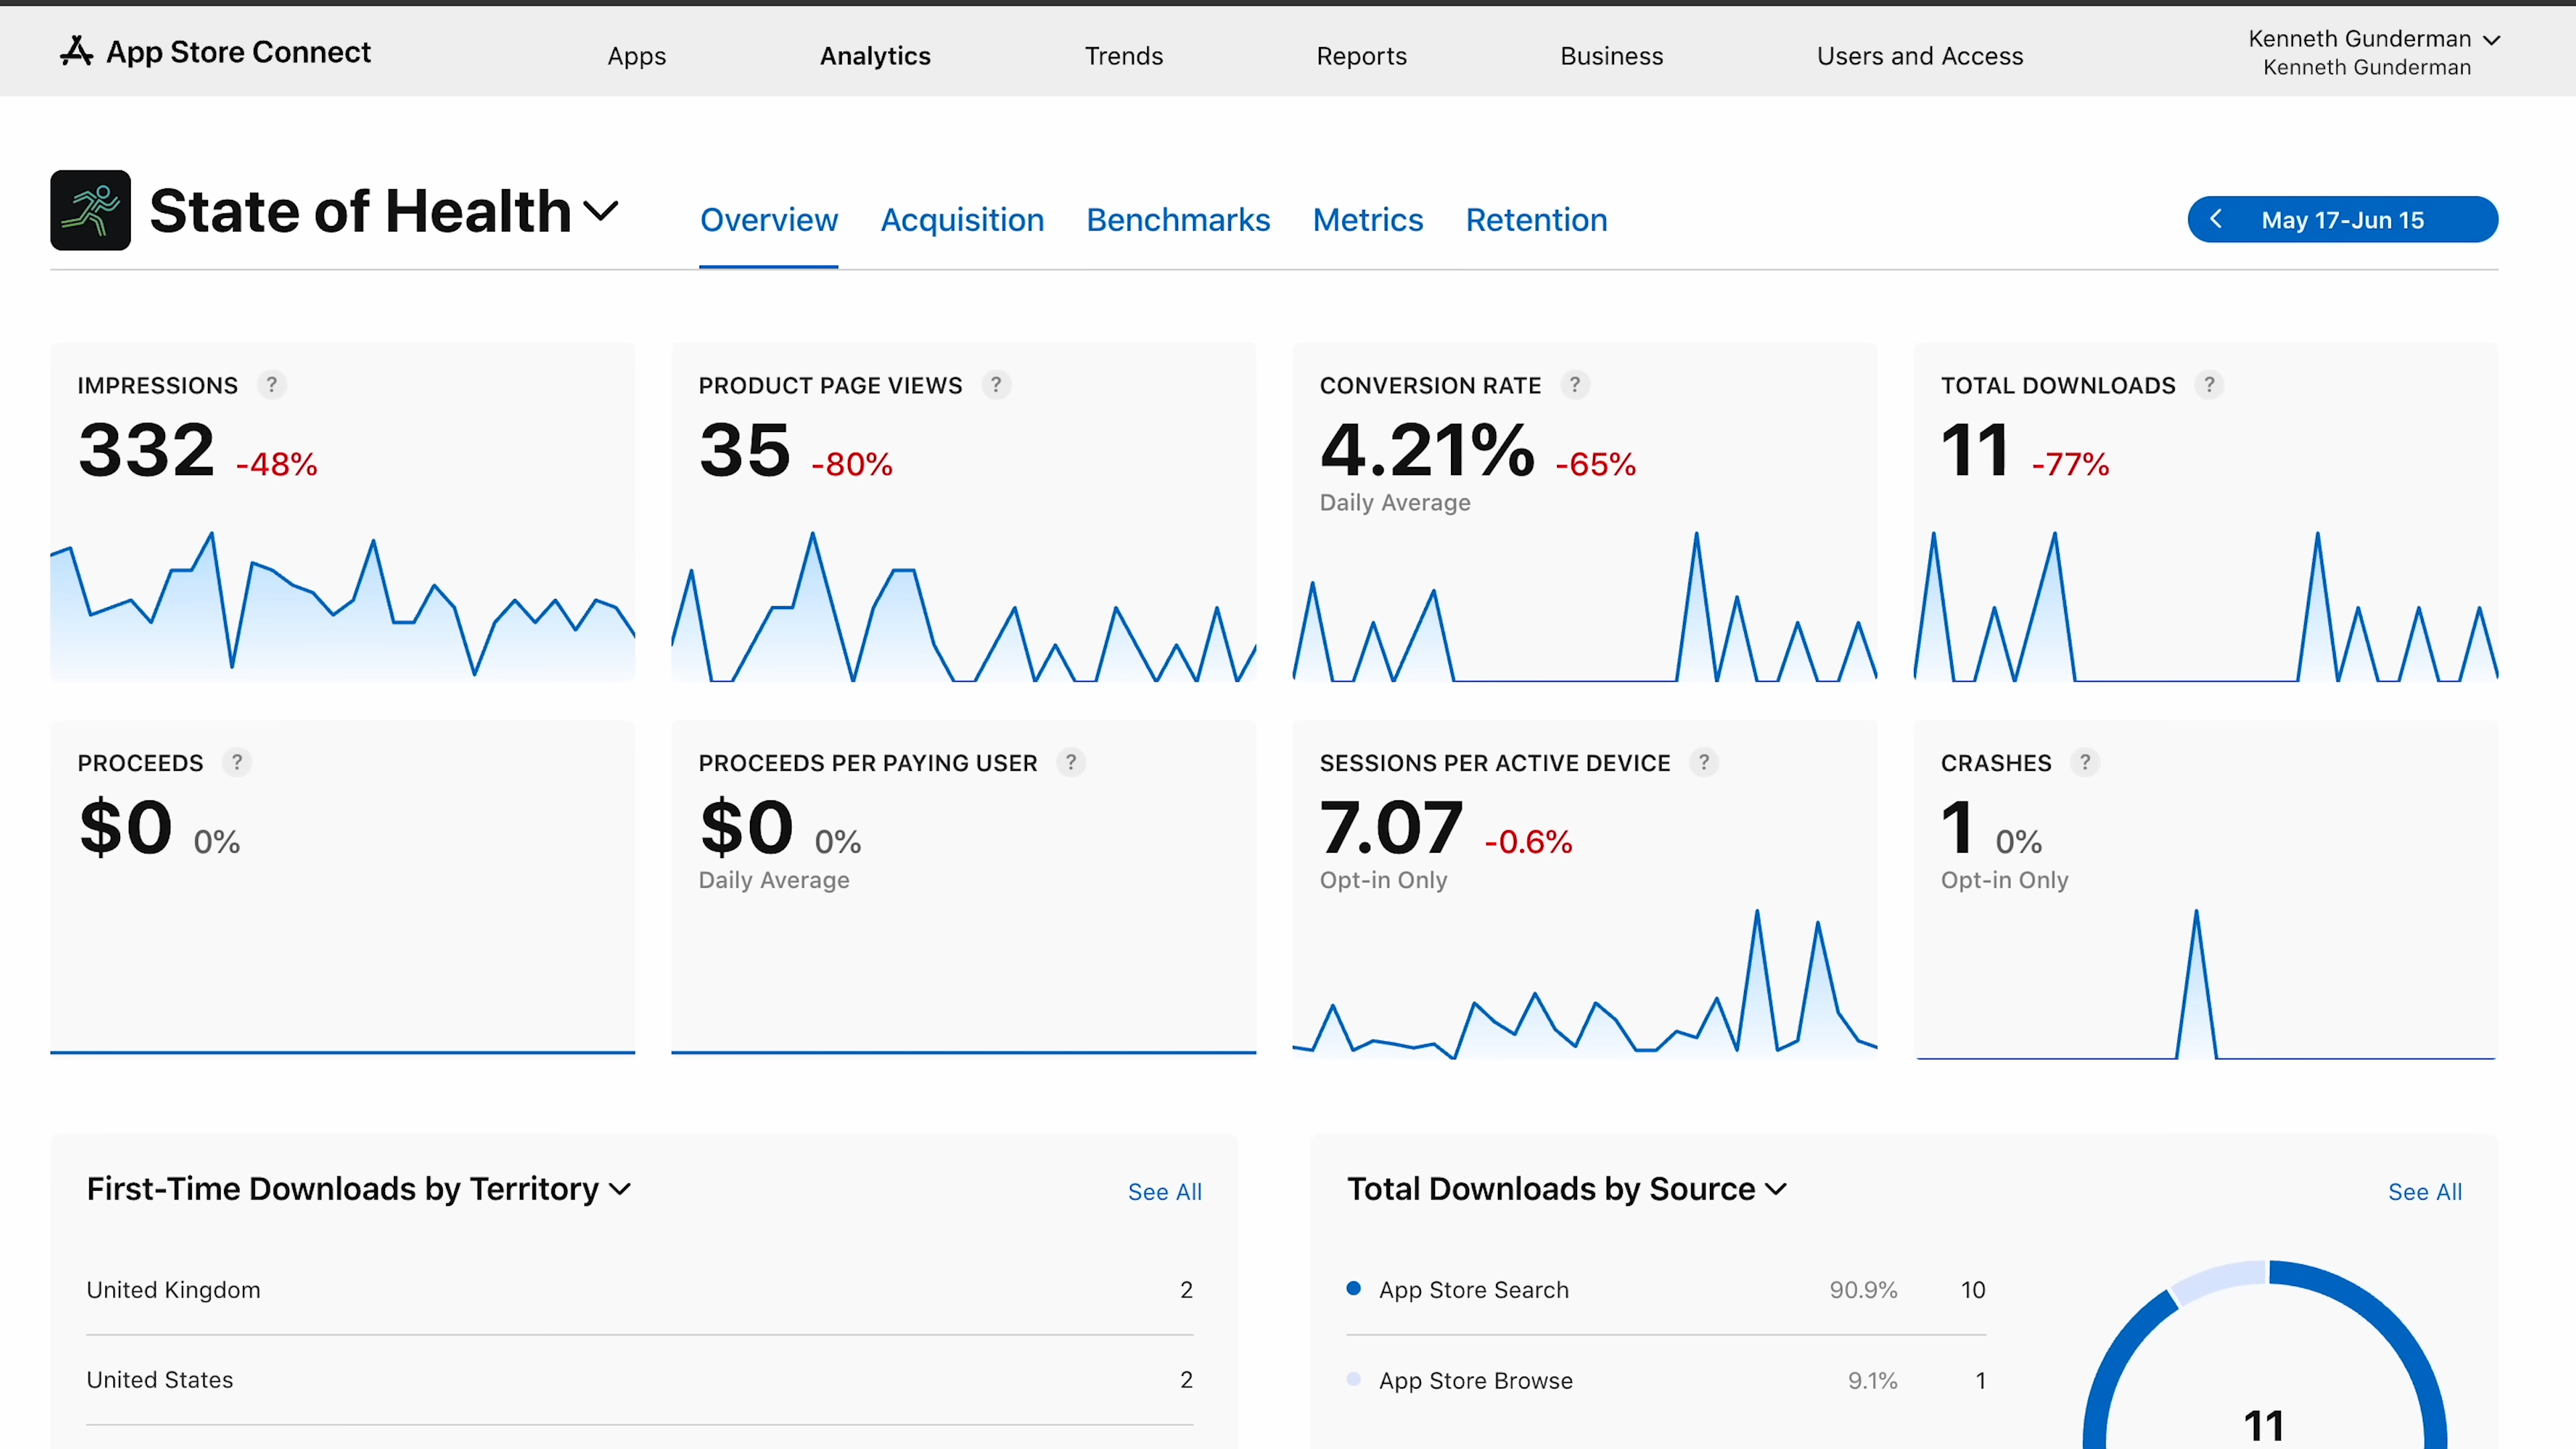 App Store Connect
Apps
Analytics
Trends
Reports
Business
Users and Access
Kenneth Gunderman
Kenneth Gunderman
State of Health
Overview
Acquisition
Benchmarks
Metrics
Retention
May 17-Jun 15
IMPRESSIONS ?
332 -48%
PRODUCT PAGE VIEWS ?
35 -80%
CONVERSION RATE ?
4.21% -65%
Daily Average
TOTAL DOWNLOADS ?
11 -77%
PROCEEDS ?
$0 0%
PROCEEDS PER PAYING USER ?
$0 0%
Daily Average
SESSIONS PER ACTIVE DEVICE ?
7.07 -0.6%
Opt-in Only
CRASHES ?
1 0%
Opt-in Only
First-Time Downloads by Territory
See All
United Kingdom 2
United States 2
Total Downloads by Source
See All
App Store Search 90.9% 10
App Store Browse 9.1% 1
11